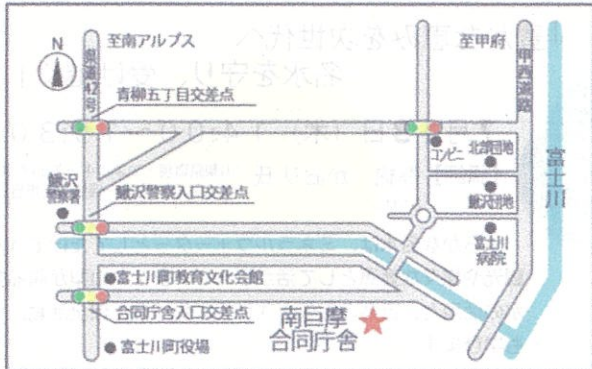 N
至南アルプス
県道42号
青柳五丁目交差点
至甲府
甲西道路
コンビニ
北部団地
鰍沢団地
富士川
富士川
病院
鰍沢
警察署
鰍沢警察入口交差点
富士川町教育文化会館
合同庁舎入口交差点
富士川町役場
南巨摩
合同庁舎